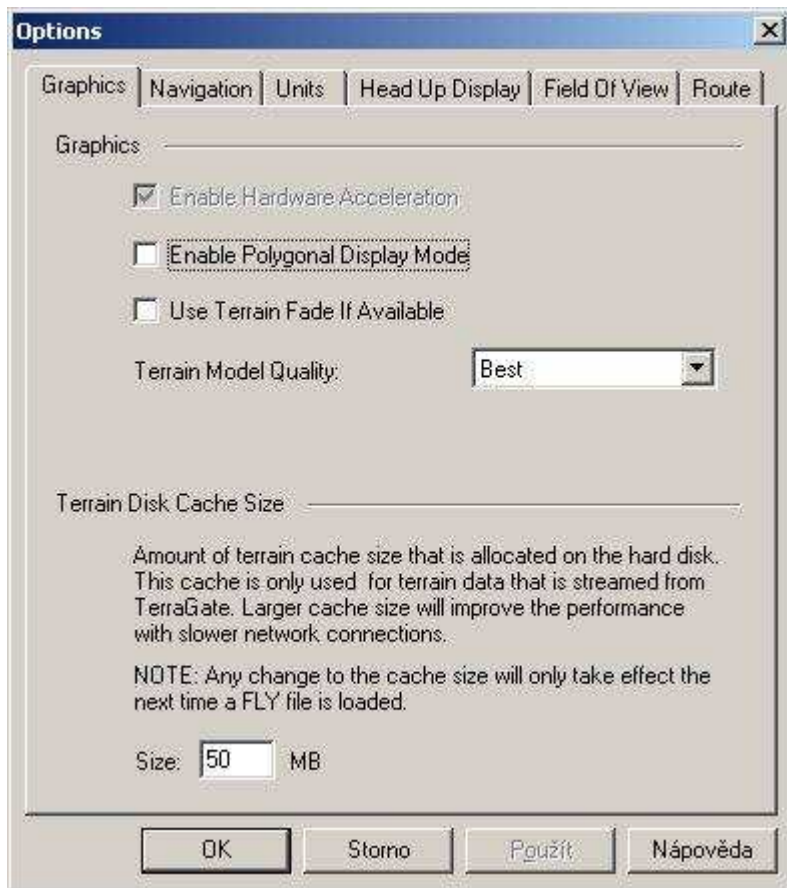 Options
Graphics Navigation Units Head Up Display Field Of View Route
Graphics
Enable Hardware Acceleration
Enable Polygonal Display Mode
Use Terrain Fade If Available
Terrain Model Quality: Best
Terrain Disk Cache Size
Amount of terrain cache size that is allocated on the hard disk.
This cache is only used for terrain data that is streamed from
TerraGate. Larger cache size will improve the performance
with slower network connections.
NOTE: Any change to the cache size will only take effect the
next time a FLY file is loaded.
Size: 50 MB
OK Storno Použít Nápověda